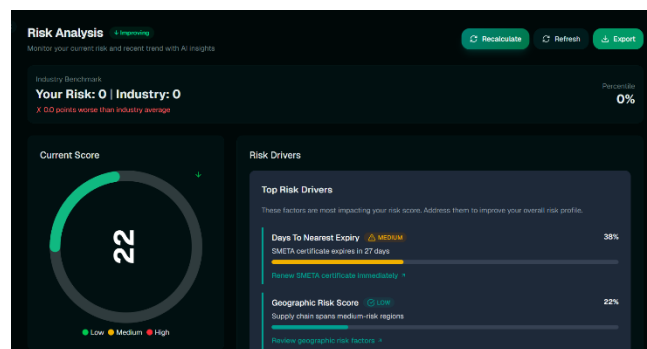 Risk Analysis ↓ Improving
Monitor your current risk and recent trend with AI insights
Recalculate
Refresh
Export
Industry Benchmark
Your Risk: 0 | Industry: 0
X 0.0 points worse than industry average
Percentile
0%
Current Score
↓
22
Low Medium High
Risk Drivers
Top Risk Drivers
These factors are most impacting your risk score. Address them to improve your overall risk profile.
Days To Nearest Expiry MEDIUM 38%
SMETA certificate expires in 27 days
Renew SMETA certificate immediately
Geographic Risk Score LOW 22%
Supply chain spans medium-risk regions
Review geographic risk factors